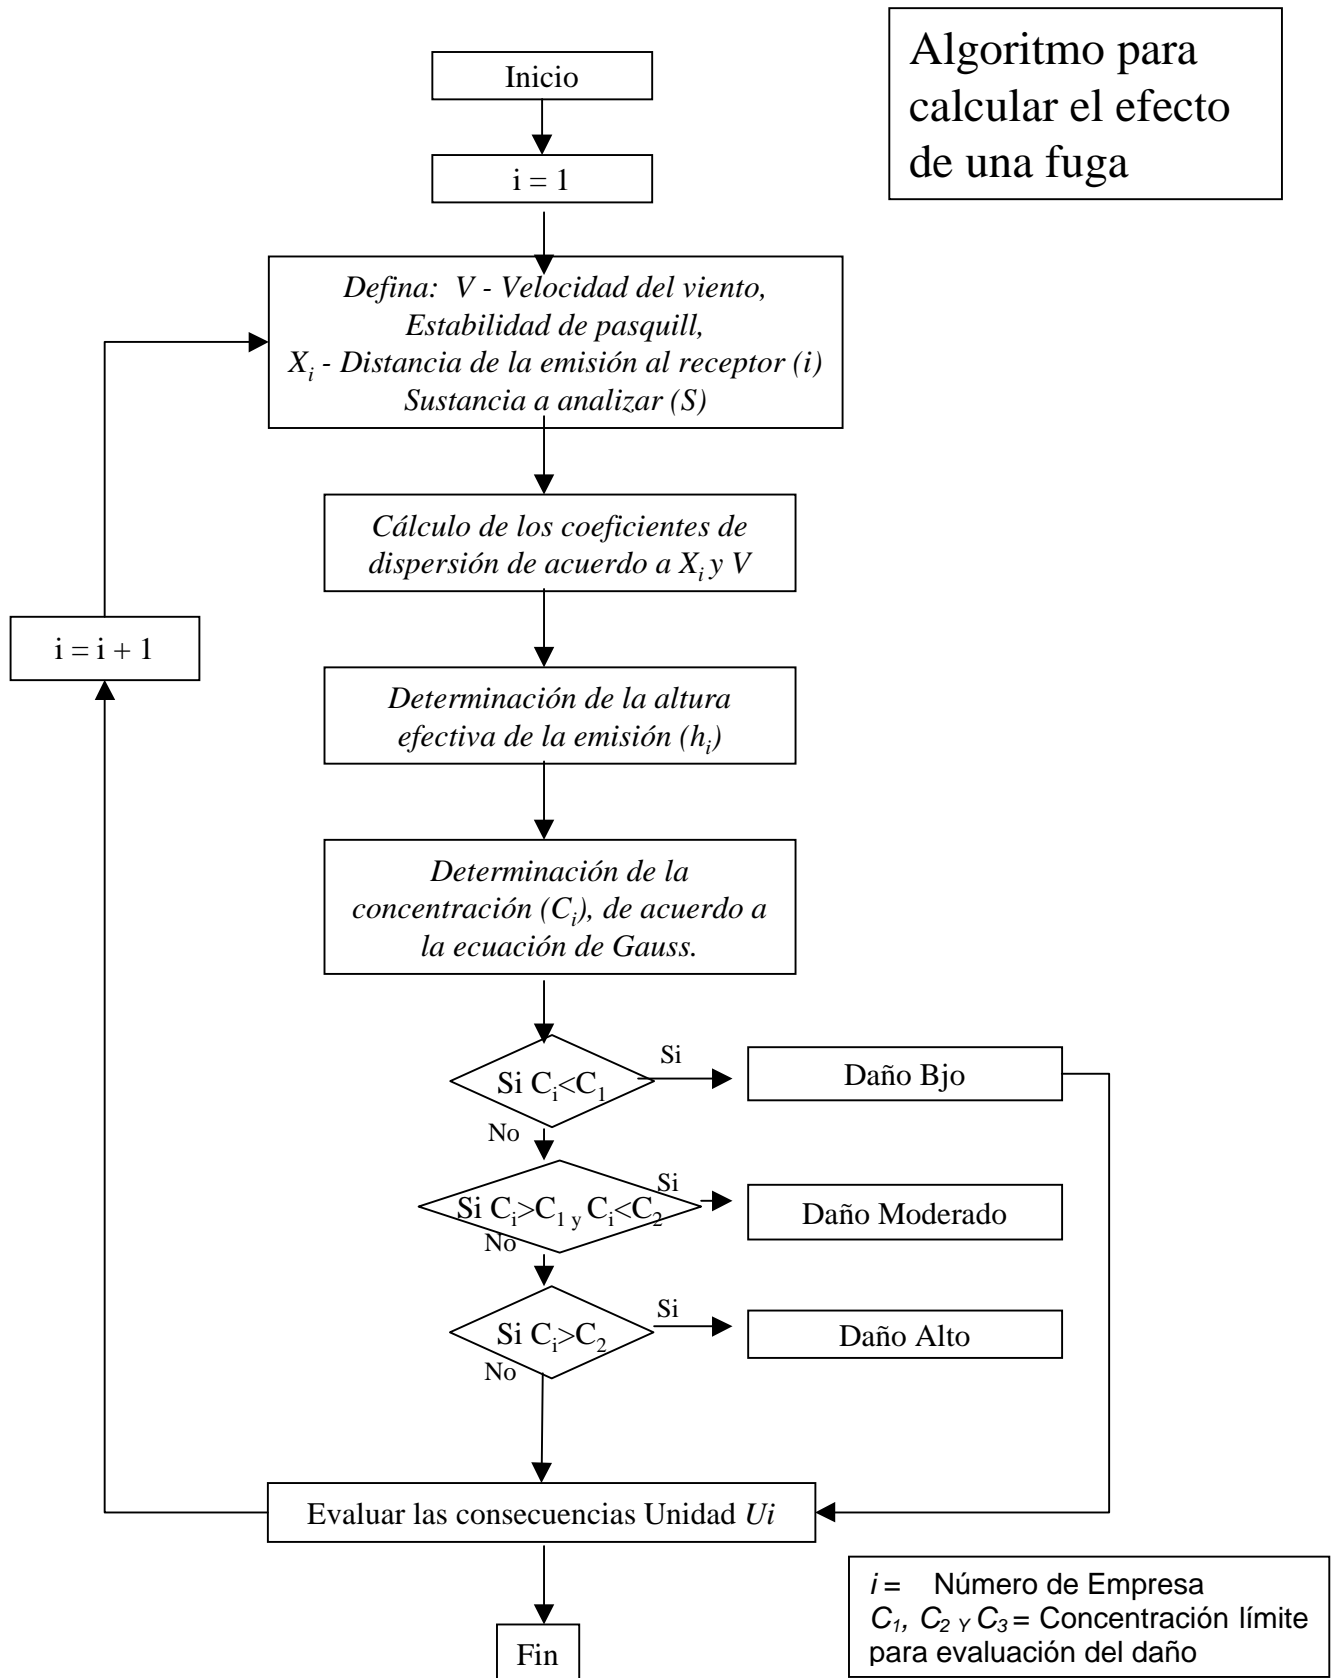 Algoritmo para
calcular el efecto
de una fuga
Inicio
i = 1
Defina: V - Velocidad del viento,
Estabilidad de pasquill,
Xi - Distancia de la emisión al receptor (i)
Sustancia a analizar (S)
Cálculo de los coeficientes de
dispersión de acuerdo a Xi y V
i = i + 1
Determinación de la altura
efectiva de la emisión (hi)
Determinación de la
concentración (Ci), de acuerdo a
la ecuación de Gauss.
Si Ci<C1
Si
Daño Bjo
No
Si Ci>C1 y Ci<C2
Si
Daño Moderado
No
Si Ci>C2
Si
Daño Alto
No
Evaluar las consecuencias Unidad Ui
Fin
i = Número de Empresa
C1, C2 Y C3 = Concentración límite
para evaluación del daño